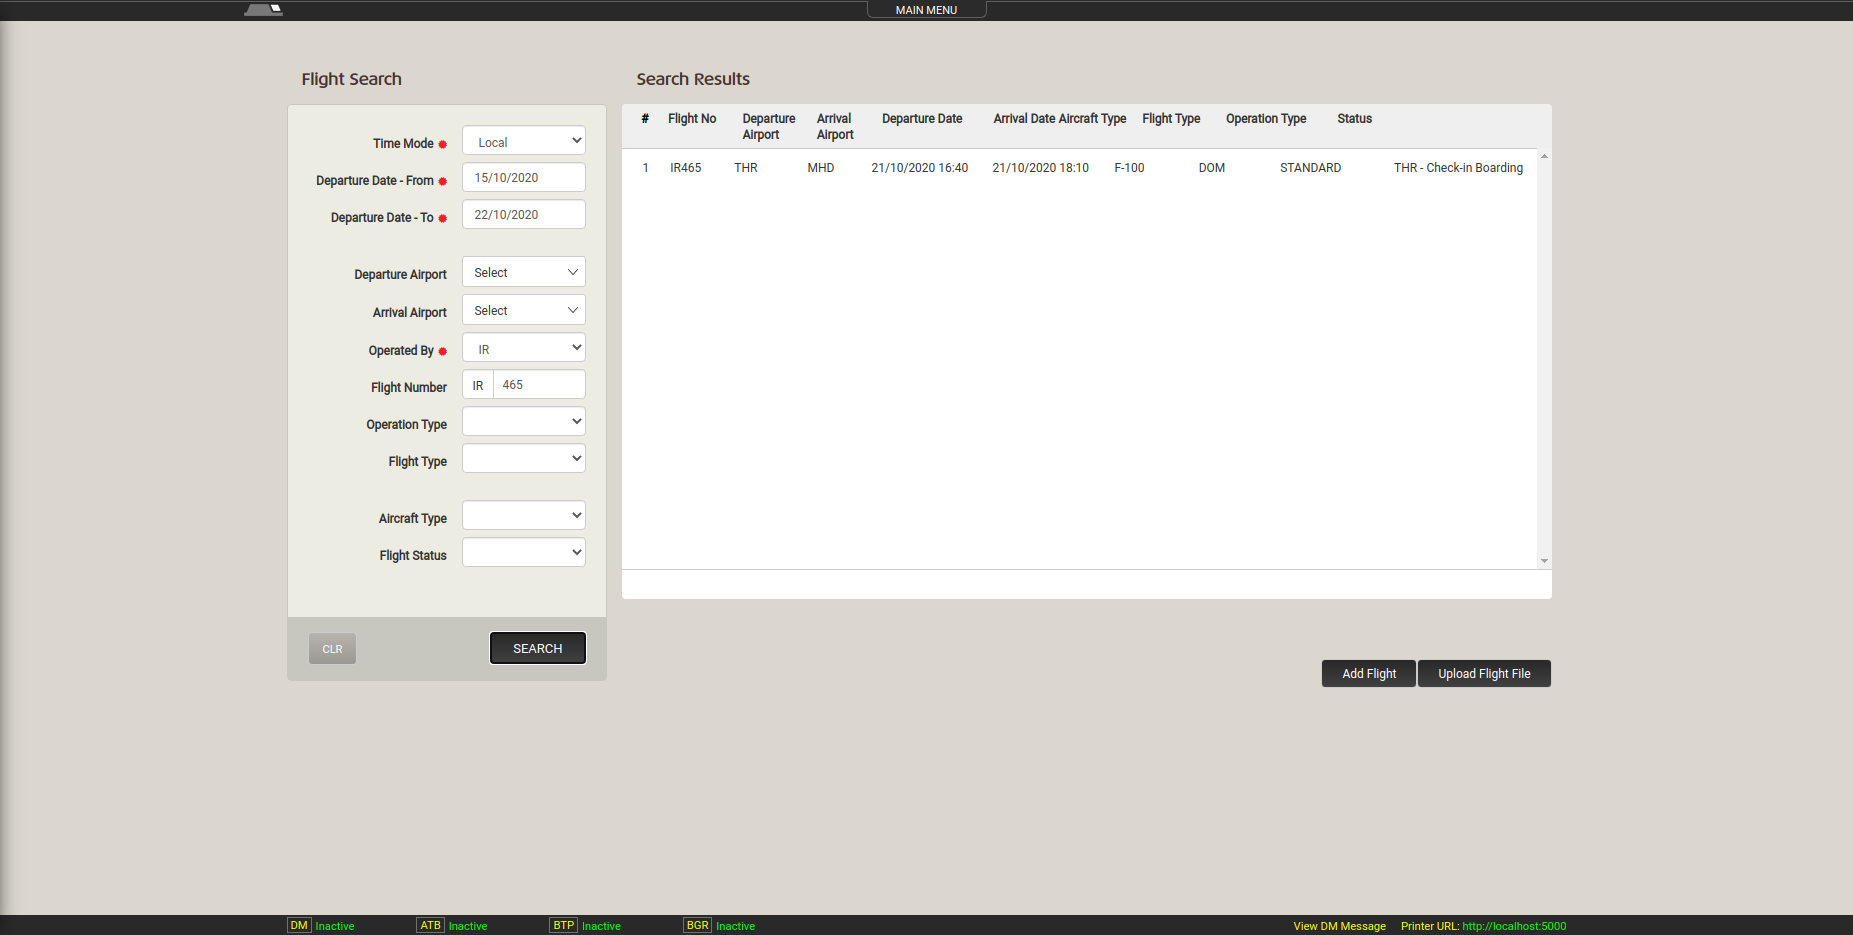 MAIN MENU
Flight Search
Time Mode
Local
Departure Date - From
15/10/2020
Departure Date - To
22/10/2020
Departure Airport
Select
Arrival Airport
Select
Operated By
IR
Flight Number
IR 465
Operation Type
Flight Type
Aircraft Type
Flight Status
CLR
SEARCH
Search Results
# Flight No Departure Airport Arrival Airport Departure Date Arrival Date Aircraft Type Flight Type Operation Type Status
1 IR465 THR MHD 21/10/2020 16:40 21/10/2020 18:10 F-100 DOM STANDARD THR - Check-in Boarding
Add Flight
Upload Flight File
DM Inactive ATB Inactive BTP Inactive BGR Inactive View DM Message Printer URL: http://localhost:5000